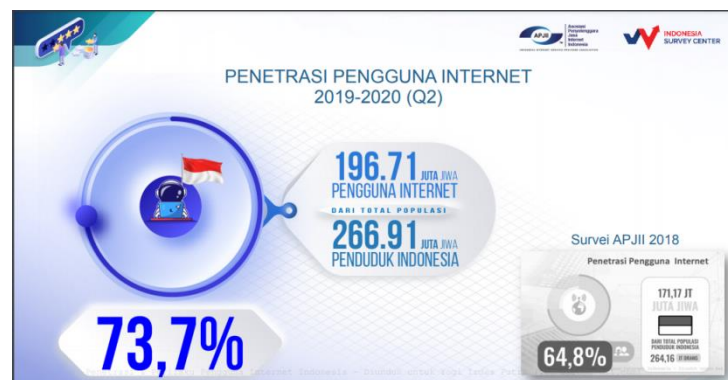 APJII
Asosiasi
Penyelenggara
Jasa
Internet
Indonesia
INDONESIA
SURVEY CENTER
PENETRASI PENGGUNA INTERNET
2019-2020 (Q2)
196.71 JUTA JIWA
PENGGUNA INTERNET
DARI TOTAL POPULASI
266.91 JUTA JIWA
PENDUDUK INDONESIA
73,7%
Survei APJII 2018
Penetrasi Pengguna Internet
171,17 JT
JUTA JIWA
DARI TOTAL POPULASI
PENDUDUK INDONESIA
264,16
64,8%